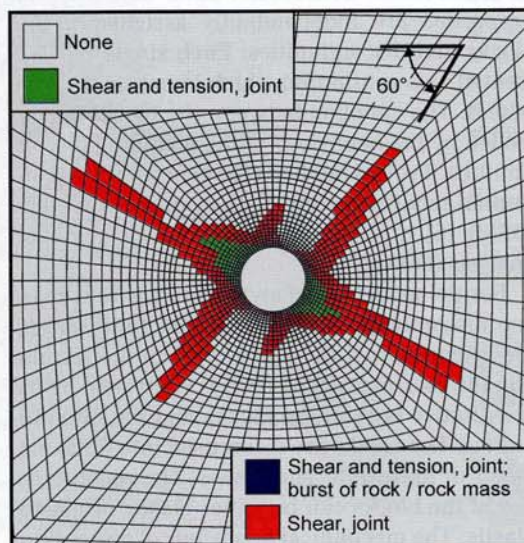 None
Shear and tension, joint
60°
Shear and tension, joint;
burst of rock / rock mass
Shear, joint